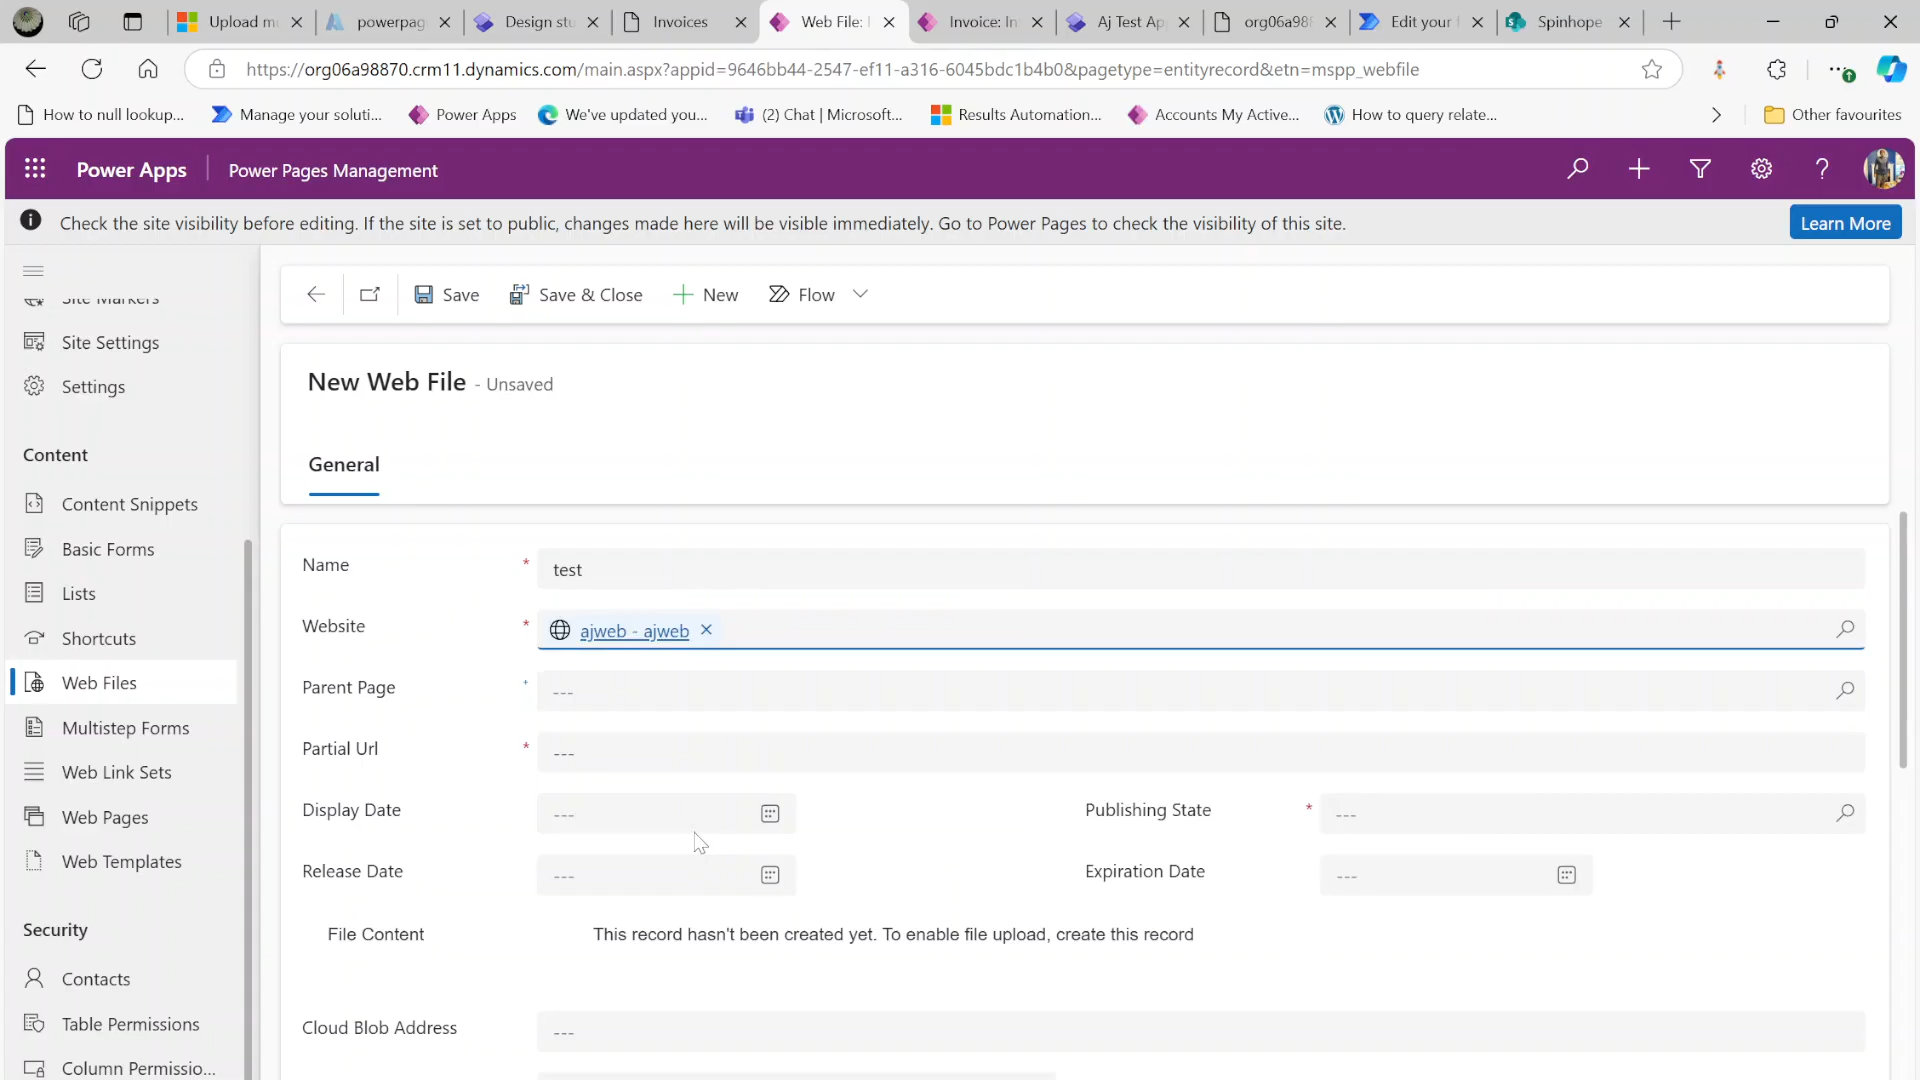 Upload mu
powerpag
Design stu
Invoices
Web File: I
Invoice: In
Aj Test Ap
org06a988
Edit your f
Spinhope
https://org06a98870.crm11.dynamics.com/main.aspx?appid=9646bb44-2547-ef11-a316-6045bdc1b4b0&pagetype=entityrecord&etn=mspp_webfile
How to null lookup...
Manage your soluti...
Power Apps
We've updated you...
(2) Chat | Microsoft...
Results Automation...
Accounts My Active...
How to query relate...
Other favourites
Power Apps
Power Pages Management
Check the site visibility before editing. If the site is set to public, changes made here will be visible immediately. Go to Power Pages to check the visibility of this site.
Learn More
Site Markers
Site Settings
Settings
Content
Content Snippets
Basic Forms
Lists
Shortcuts
Web Files
Multistep Forms
Web Link Sets
Web Pages
Web Templates
Security
Contacts
Table Permissions
Column Permissio...
Save
Save & Close
New
Flow
New Web File - Unsaved
General
Name * test
Website * ajweb - ajweb
Parent Page + ---
Partial Url * ---
Display Date ---
Publishing State * ---
Release Date ---
Expiration Date ---
File Content This record hasn't been created yet. To enable file upload, create this record
Cloud Blob Address ---